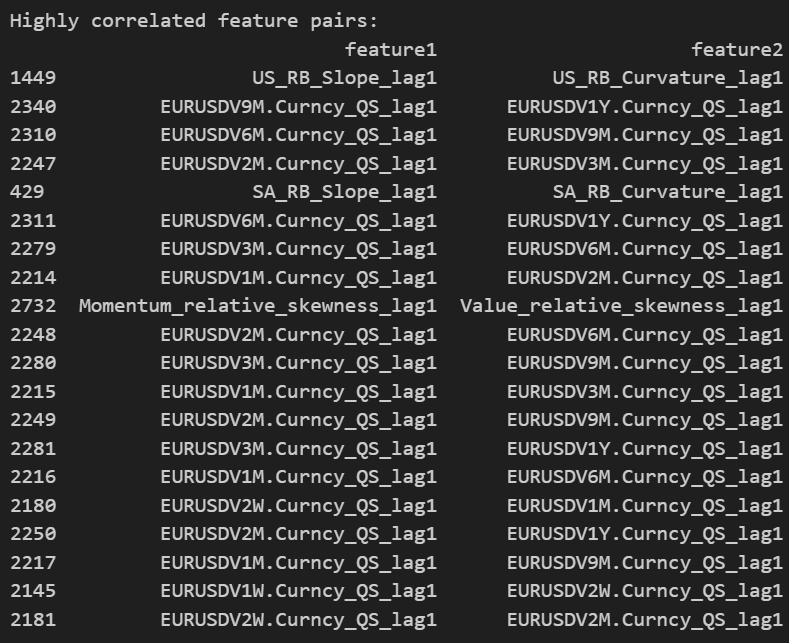 Highly correlated feature pairs:
feature1 feature2
1449 US_RB_Slope_lag1 US_RB_Curvature_lag1
2340 EURUSDV9M.Curncy_QS_lag1 EURUSDV1Y.Curncy_QS_lag1
2310 EURUSDV6M.Curncy_QS_lag1 EURUSDV9M.Curncy_QS_lag1
2247 EURUSDV2M.Curncy_QS_lag1 EURUSDV3M.Curncy_QS_lag1
429 SA_RB_Slope_lag1 SA_RB_Curvature_lag1
2311 EURUSDV6M.Curncy_QS_lag1 EURUSDV1Y.Curncy_QS_lag1
2279 EURUSDV3M.Curncy_QS_lag1 EURUSDV6M.Curncy_QS_lag1
2214 EURUSDV1M.Curncy_QS_lag1 EURUSDV2M.Curncy_QS_lag1
2732 Momentum_relative_skewness_lag1 Value_relative_skewness_lag1
2248 EURUSDV2M.Curncy_QS_lag1 EURUSDV6M.Curncy_QS_lag1
2280 EURUSDV3M.Curncy_QS_lag1 EURUSDV9M.Curncy_QS_lag1
2215 EURUSDV1M.Curncy_QS_lag1 EURUSDV3M.Curncy_QS_lag1
2249 EURUSDV2M.Curncy_QS_lag1 EURUSDV9M.Curncy_QS_lag1
2281 EURUSDV3M.Curncy_QS_lag1 EURUSDV1Y.Curncy_QS_lag1
2216 EURUSDV1M.Curncy_QS_lag1 EURUSDV6M.Curncy_QS_lag1
2180 EURUSDV2W.Curncy_QS_lag1 EURUSDV1M.Curncy_QS_lag1
2250 EURUSDV2M.Curncy_QS_lag1 EURUSDV1Y.Curncy_QS_lag1
2217 EURUSDV1M.Curncy_QS_lag1 EURUSDV9M.Curncy_QS_lag1
2145 EURUSDV1W.Curncy_QS_lag1 EURUSDV2W.Curncy_QS_lag1
2181 EURUSDV2W.Curncy_QS_lag1 EURUSDV2M.Curncy_QS_lag1